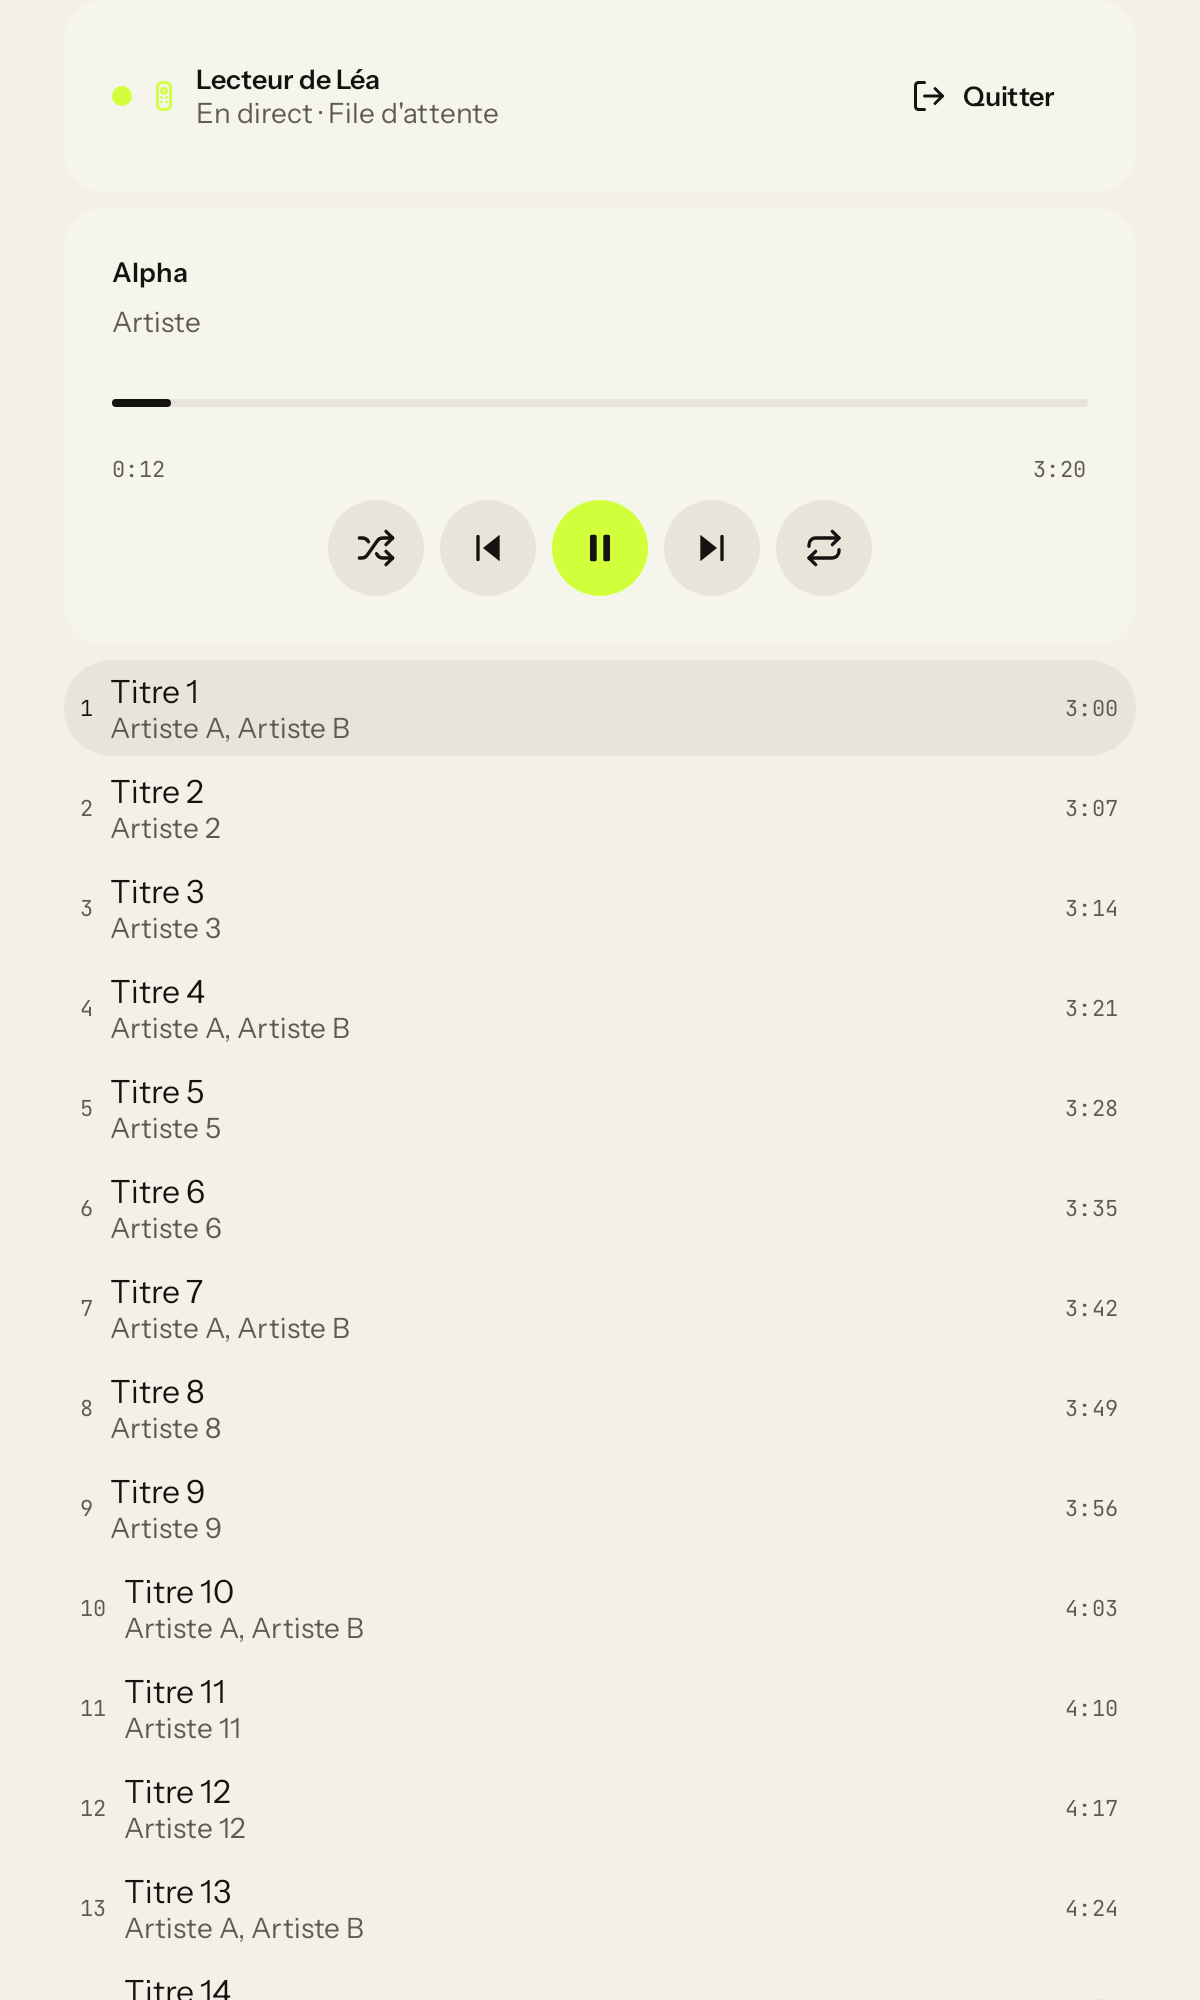 Lecteur de Léa
En direct · File d'attente
Quitter
Alpha
Artiste
0:12
3:20
1 Titre 1 3:00
Artiste A, Artiste B
2 Titre 2 3:07
Artiste 2
3 Titre 3 3:14
Artiste 3
4 Titre 4 3:21
Artiste A, Artiste B
5 Titre 5 3:28
Artiste 5
6 Titre 6 3:35
Artiste 6
7 Titre 7 3:42
Artiste A, Artiste B
8 Titre 8 3:49
Artiste 8
9 Titre 9 3:56
Artiste 9
10 Titre 10 4:03
Artiste A, Artiste B
11 Titre 11 4:10
Artiste 11
12 Titre 12 4:17
Artiste 12
13 Titre 13 4:24
Artiste A, Artiste B
Titre 14